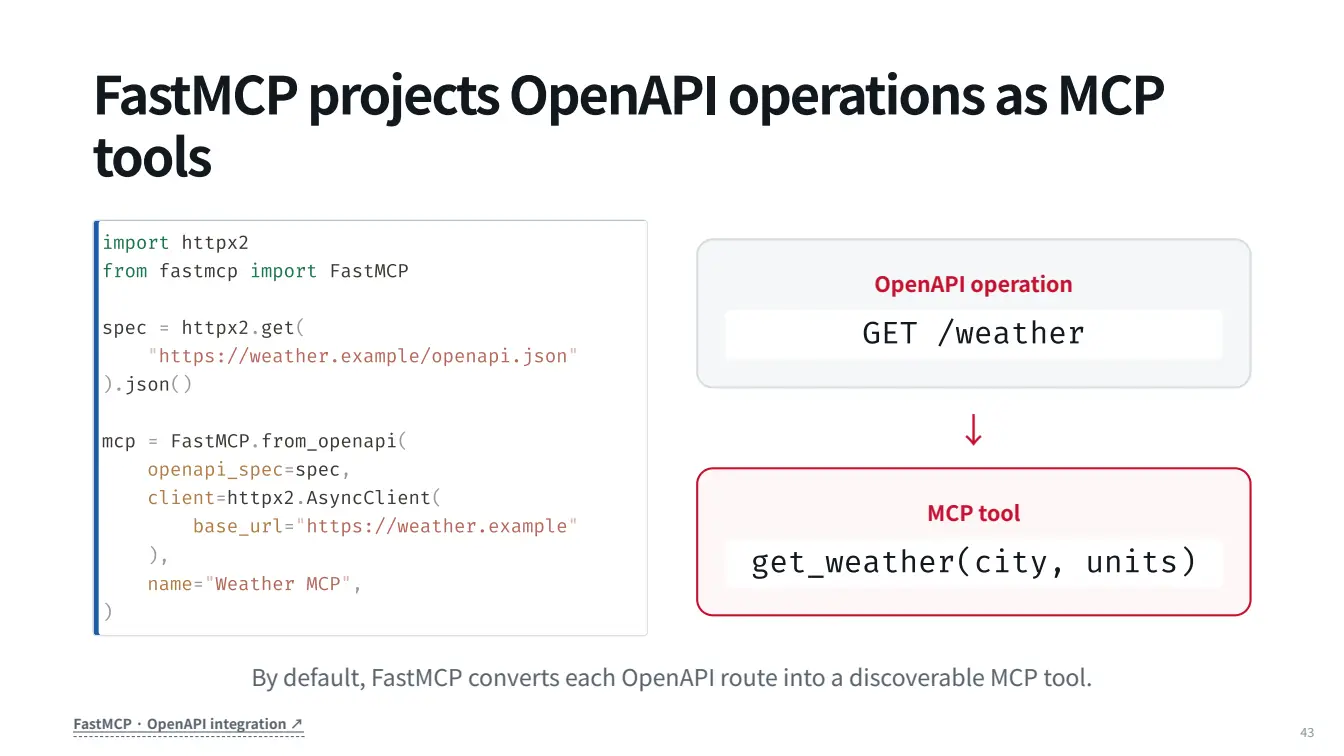 FastMCP projects OpenAPI operations as MCP
tools
import httpx2
from fastmcp import FastMCP
spec = httpx2.get(
    "https://weather.example/openapi.json"
).json()
mcp = FastMCP.from_openapi(
    openapi_spec=spec,
    client=httpx2.AsyncClient(
        base_url="https://weather.example"
    ),
    name="Weather MCP",
)
OpenAPI operation
GET /weather
↓
MCP tool
get_weather(city, units)
By default, FastMCP converts each OpenAPI route into a discoverable MCP tool.
FastMCP · OpenAPI integration ↗
43